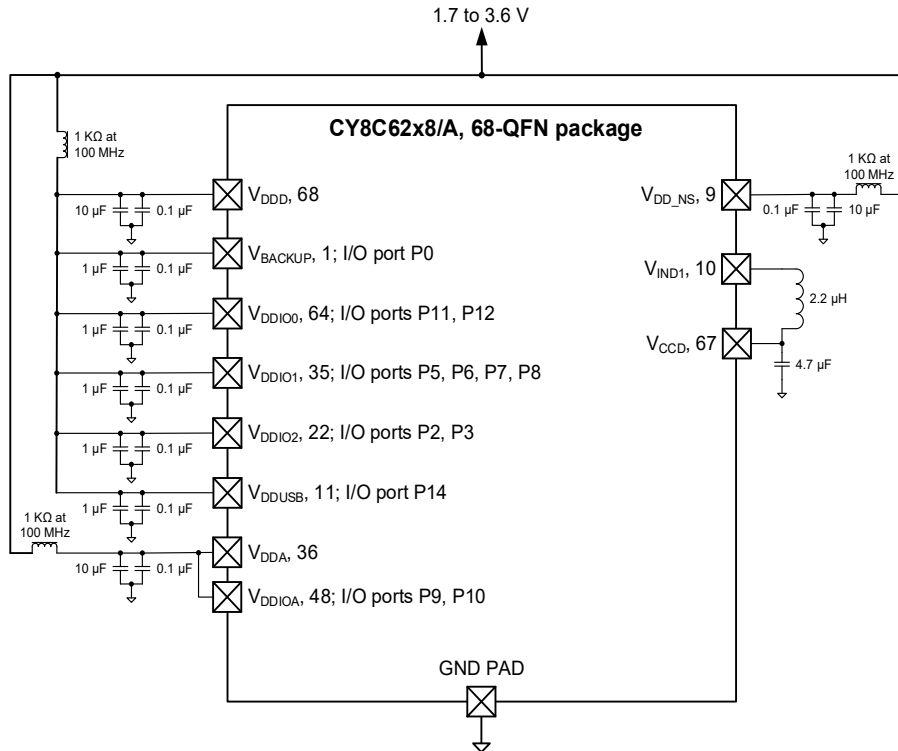 1.7 to 3.6 V
CY8C62x8/A, 68-QFN package
1 KΩ at
100 MHz
1 KΩ at
100 MHz
10 µF
0.1 µF
VDDD, 68
VDD_NS, 9
0.1 µF
10 µF
1 µF
0.1 µF
VBACKUP, 1; I/O port P0
VIND1, 10
2.2 µH
1 µF
0.1 µF
VDDIO0, 64; I/O ports P11, P12
VCCD, 67
4.7 µF
1 µF
0.1 µF
VDDIO1, 35; I/O ports P5, P6, P7, P8
1 µF
0.1 µF
VDDIO2, 22; I/O ports P2, P3
1 µF
0.1 µF
VDDUSB, 11; I/O port P14
1 KΩ at
100 MHz
10 µF
0.1 µF
VDDA, 36
VDDIOA, 48; I/O ports P9, P10
GND PAD